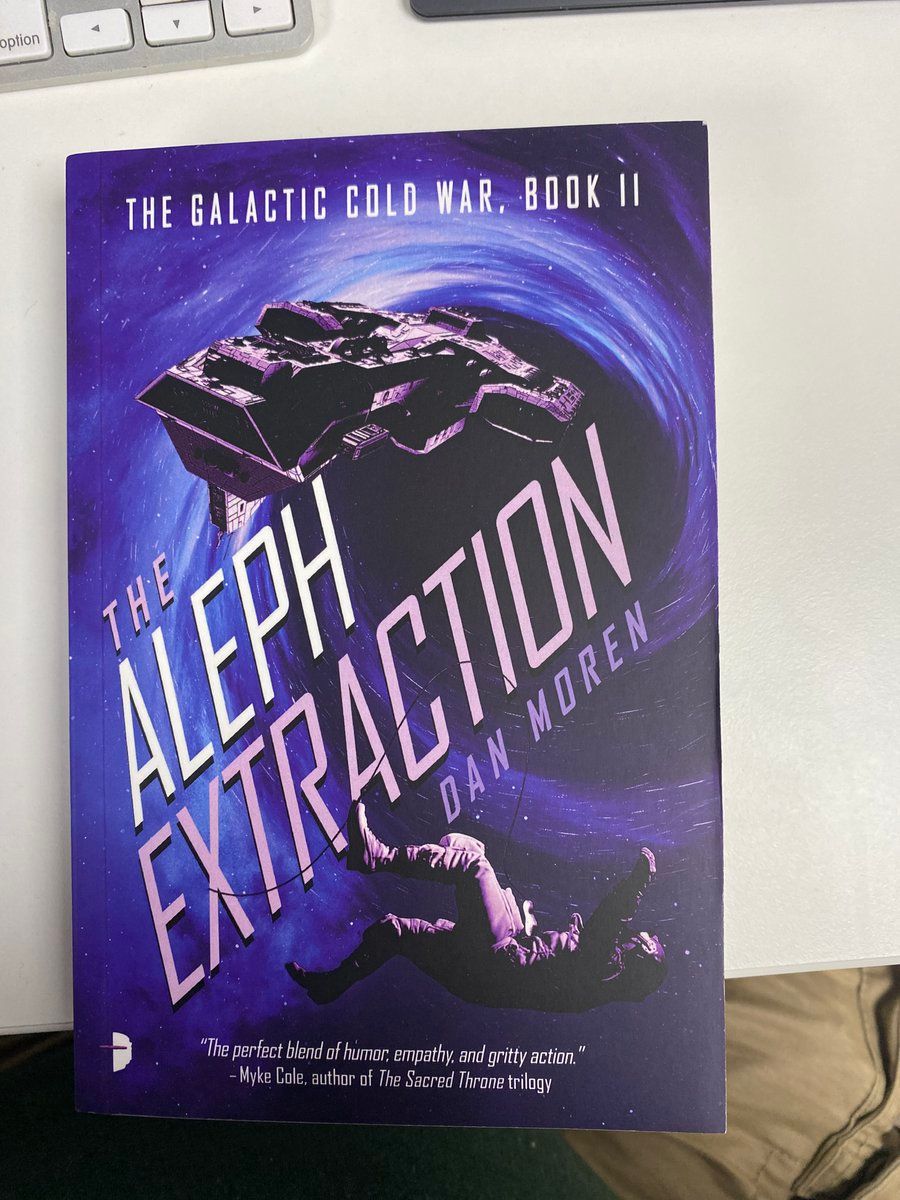 option
THE GALACTIC COLD WAR, BOOK II
THE
ALEPH
EXTRACTION
DAN MOREN
“The perfect blend of humor, empathy, and gritty action.”
– Myke Cole, author of The Sacred Throne trilogy